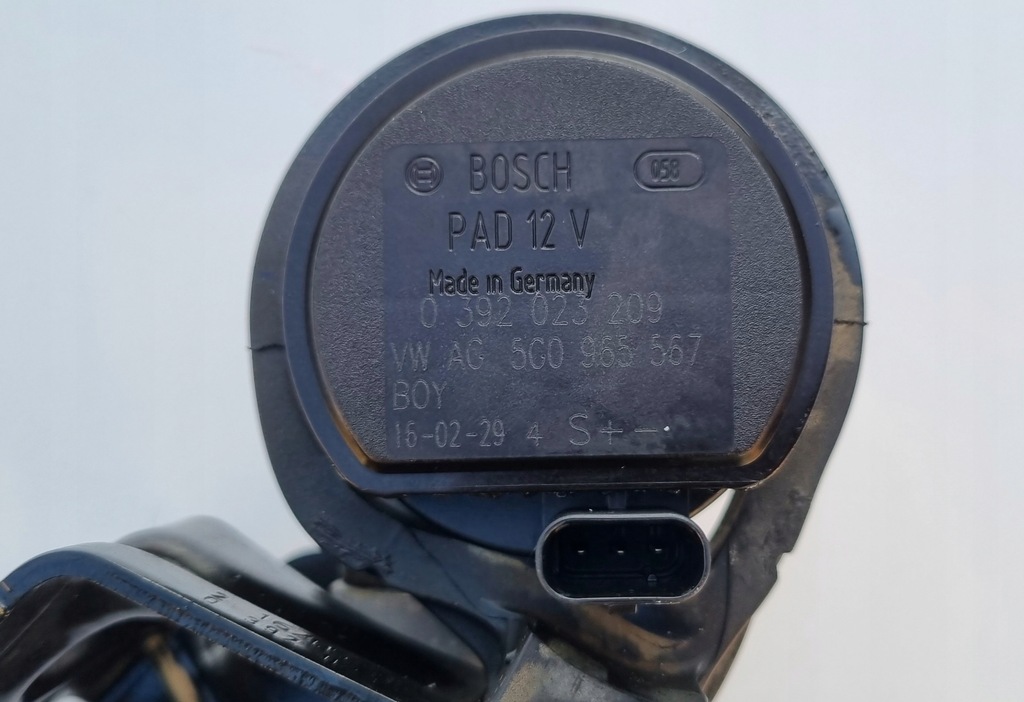 BOSCH 058
PAD 12 V
Made in Germany
0 392 023 209
VW AG 5G0 965 567
BOY
16-02-29 4 S+-